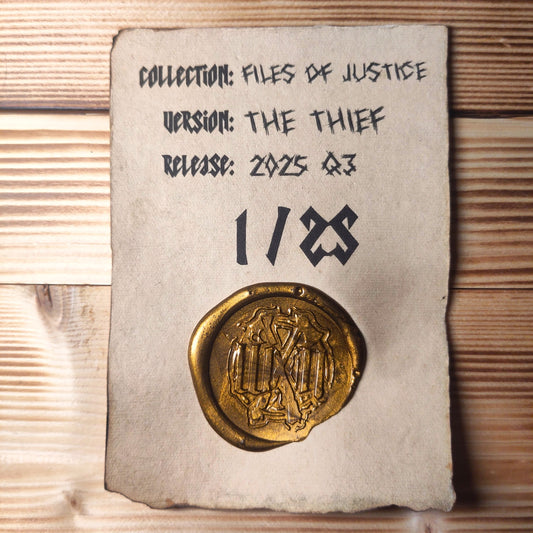 COLLECTION: FILES OF JUSTICE
VERSION: THE THIEF
RELEASE: 2025 Q3
1/25